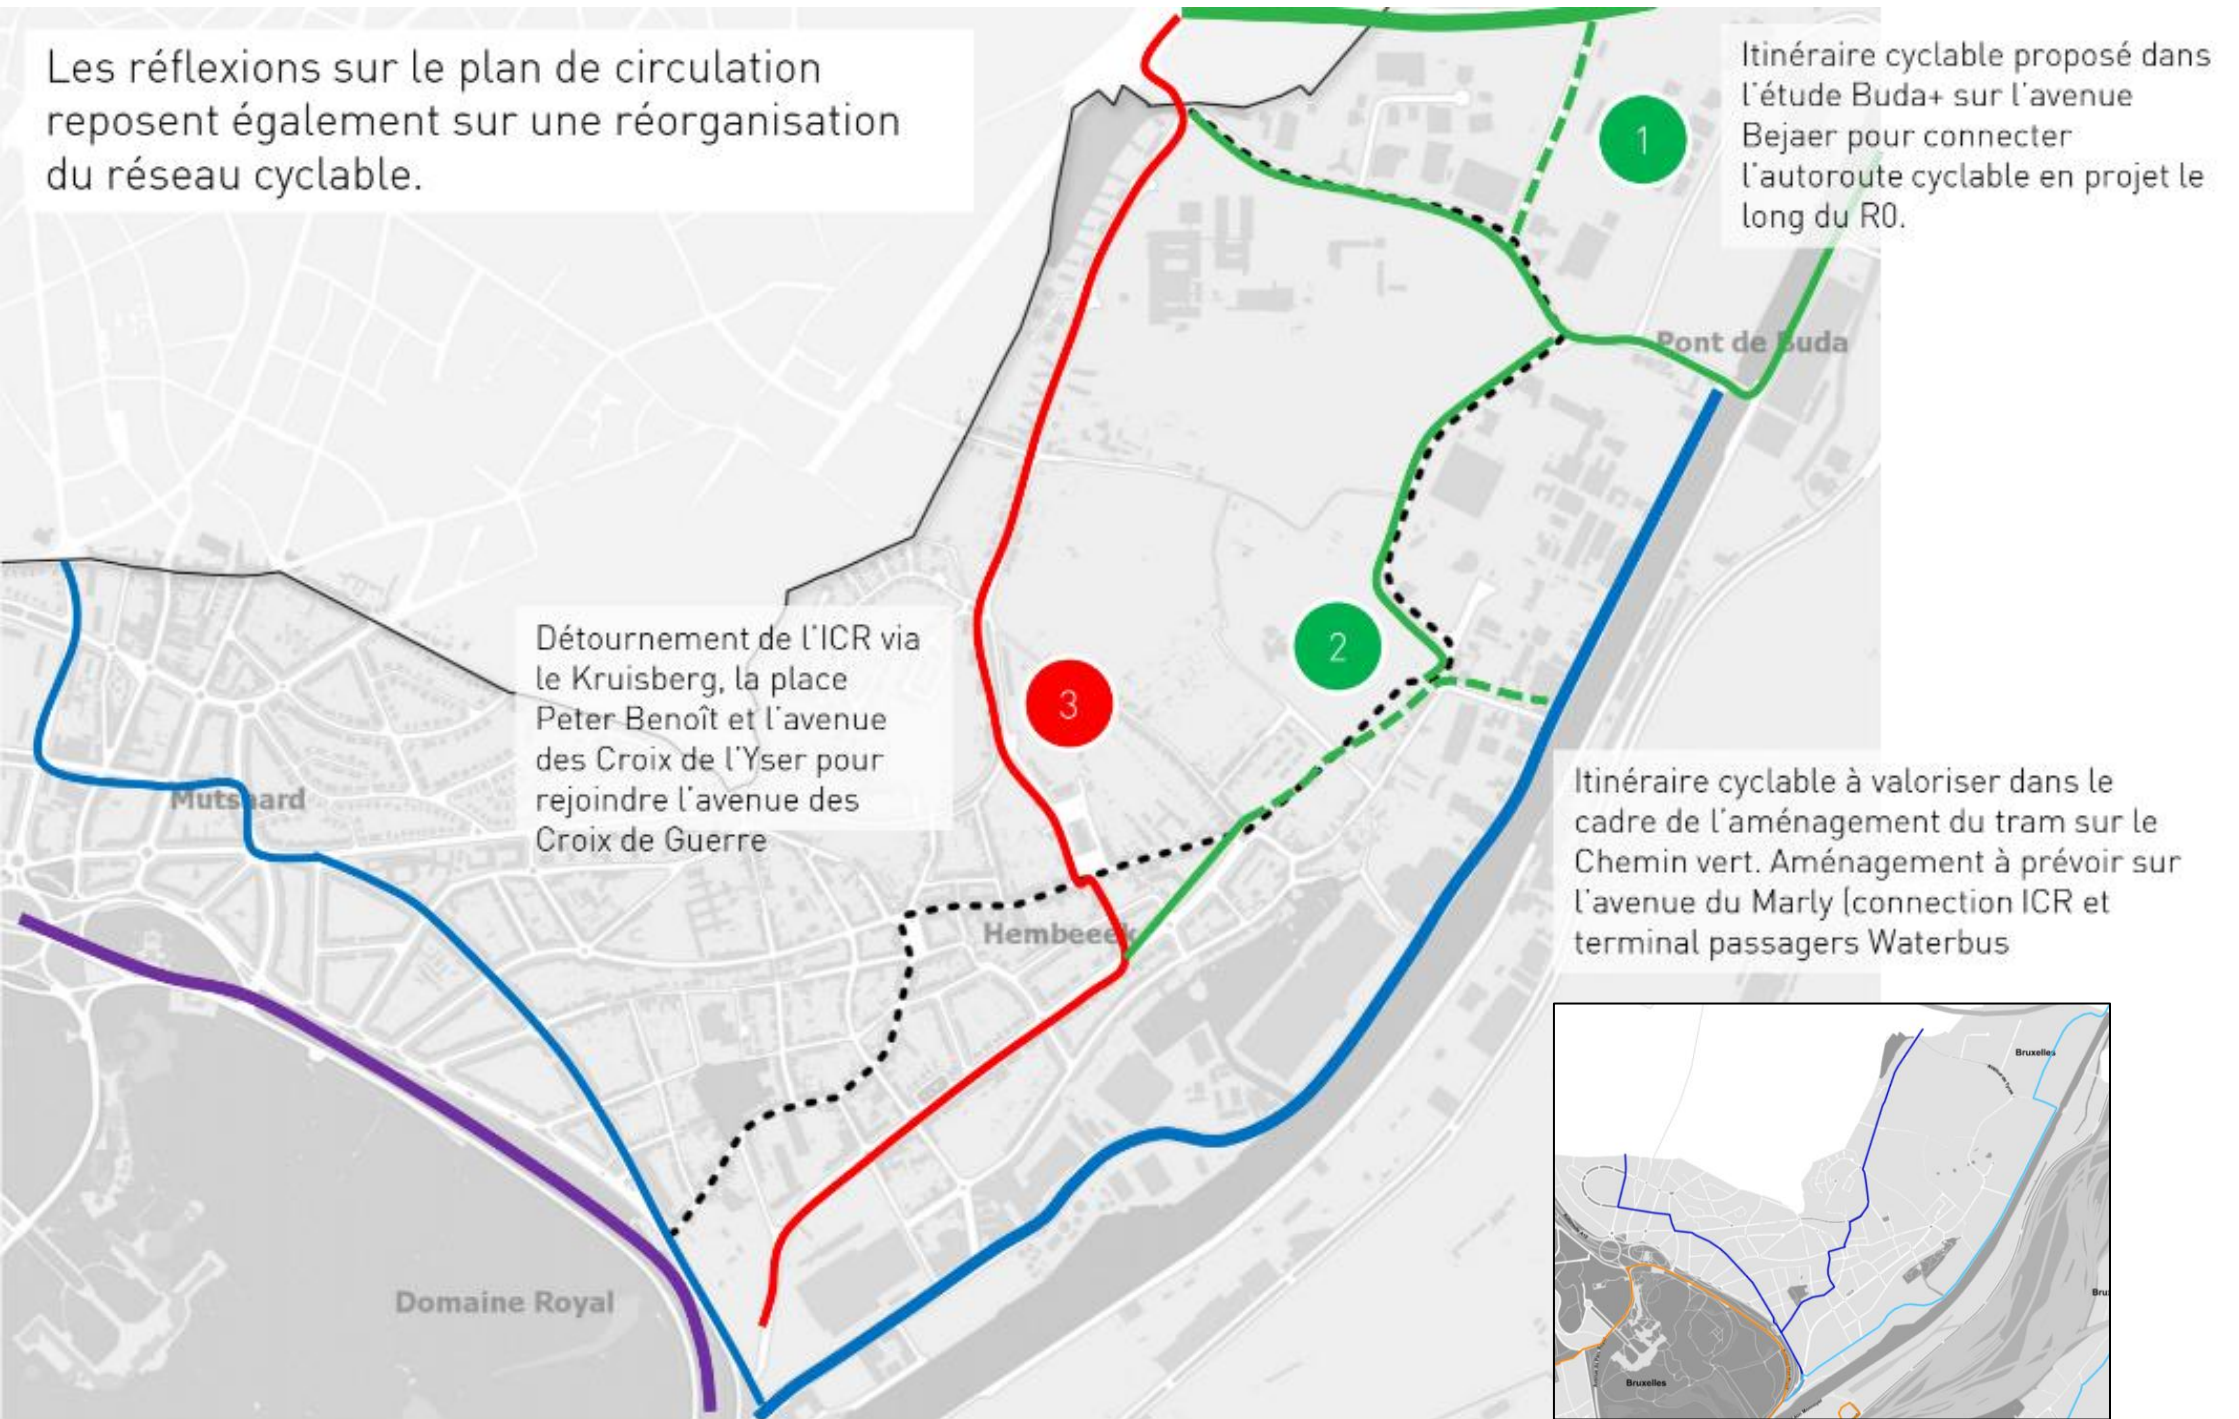 Les réflexions sur le plan de circulation
reposent également sur une réorganisation
du réseau cyclable.
Itinéraire cyclable proposé dans
l'étude Buda+ sur l'avenue
Bejaer pour connecter
l'autoroute cyclable en projet le
long du R0.
1
Pont de Buda
Détournement de l'ICR via
le Kruisberg, la place
Peter Benoît et l'avenue
des Croix de l'Yser pour
rejoindre l'avenue des
Croix de Guerre
2
3
Mutsaard
Itinéraire cyclable à valoriser dans le
cadre de l'aménagement du tram sur le
Chemin vert. Aménagement à prévoir sur
l'avenue du Marly (connection ICR et
terminal passagers Waterbus
Hembeeek
Domaine Royal
Bruxelles
Bru
Bruxelles